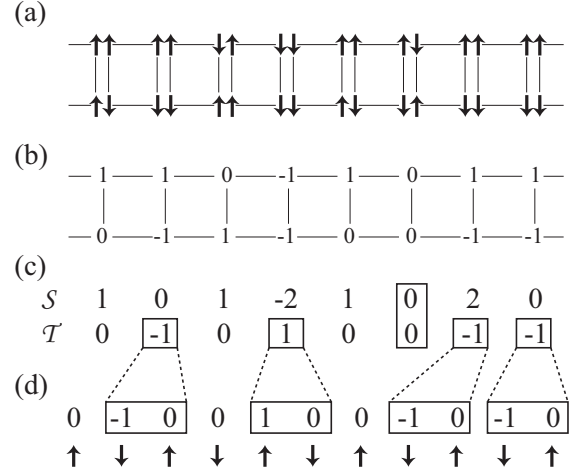 (a)
(b)
1 1 0 -1 1 0 1 1
0 -1 1 -1 0 0 -1 -1
(c)
𝒮 1 0 1 -2 1 0 2 0
𝒯 0 -1 0 1 0 0 -1 -1
(d)
0 -1 0 0 1 0 0 -1 0 -1 0